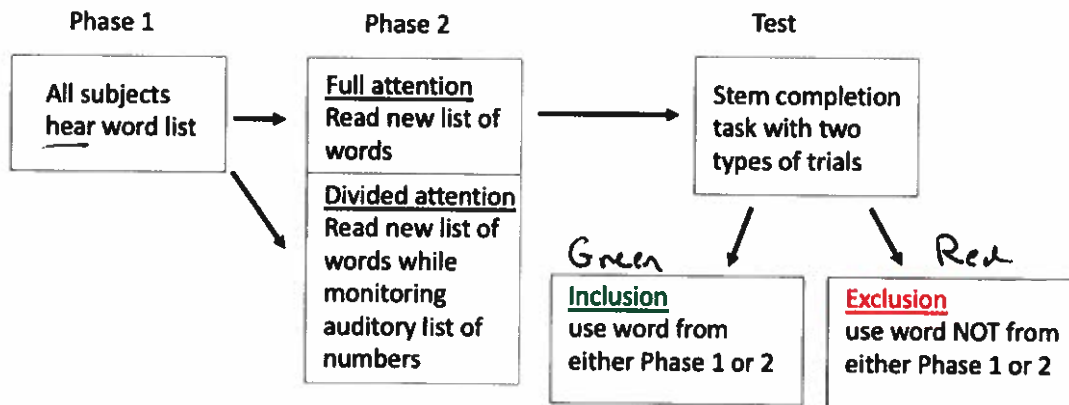 Phase 1
Phase 2
Test
All subjects
hear word list
Full attention
Read new list of
words
Divided attention
Read new list of
words while
monitoring
auditory list of
numbers
Stem completion
task with two
types of trials
Green
Inclusion
use word from
either Phase 1 or 2
Red
Exclusion
use word NOT from
either Phase 1 or 2